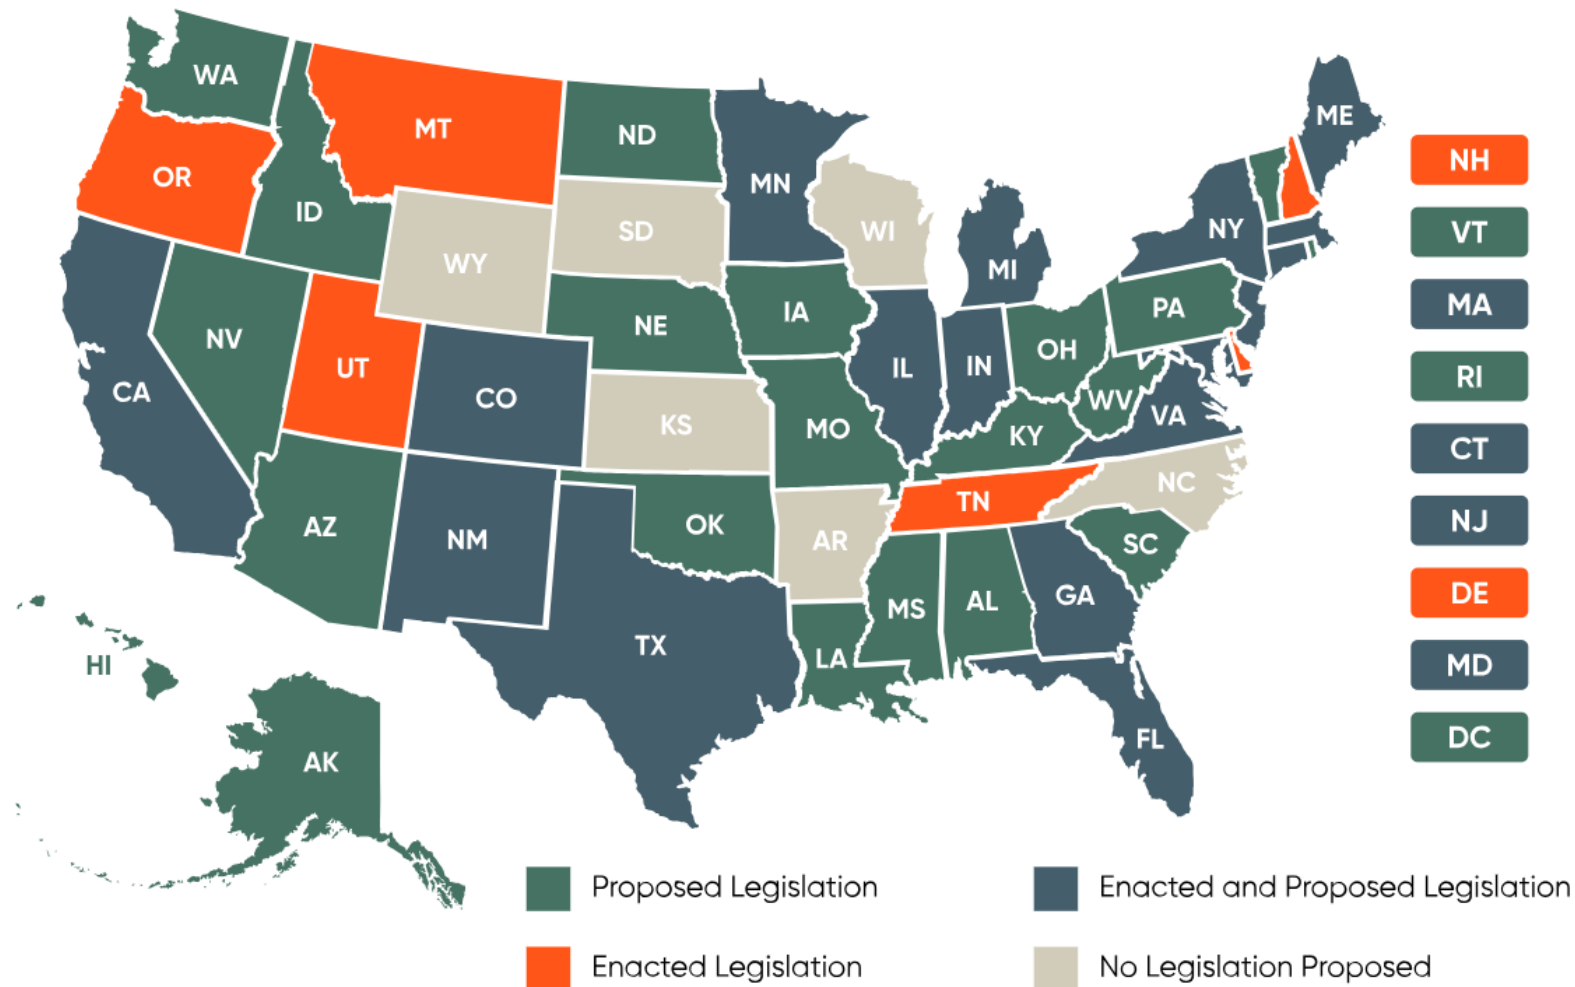 WA
MT
ND
ME
OR
MN
NH
ID
SD
WI
NY
VT
WY
MI
MA
NV
NE
IA
PA
RI
UT
CO
IL
IN
OH
CA
KS
MO
WV
VA
CT
KY
AZ
NM
OK
AR
TN
NC
NJ
SC
MS
AL
GA
DE
TX
LA
HI
MD
AK
FL
DC
Proposed Legislation
Enacted and Proposed Legislation
Enacted Legislation
No Legislation Proposed